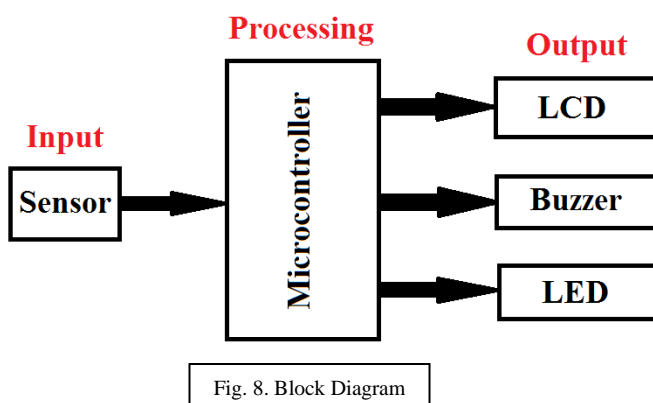 Processing
Output
Input
Sensor
Microcontroller
LCD
Buzzer
LED
Fig. 8. Block Diagram